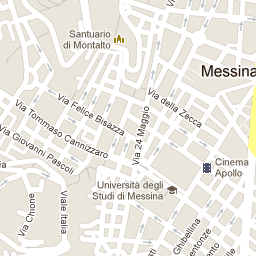 Santuario
di Montalto
Messina
Via Felice Bisazza
Via della Zecca
Via 24 Maggio
Via Tommaso Cannizzaro
Via Giovanni Pascoli
Cinema
Apollo
Università degli
Studi di Messina
Via Chione
Viale Italia
Ghibellina